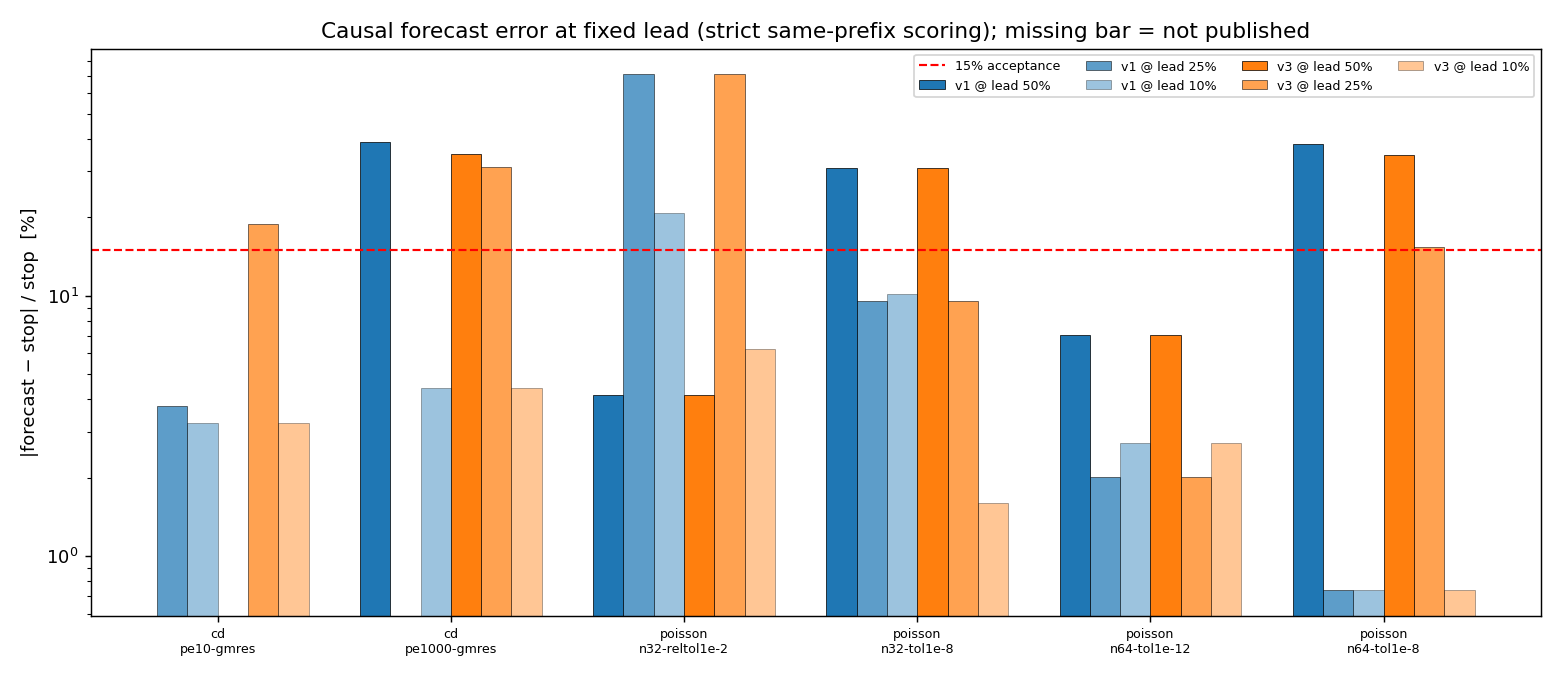 Causal forecast error at fixed lead (strict same-prefix scoring); missing bar = not published
15% acceptance
v1 @ lead 50%
v1 @ lead 25%
v1 @ lead 10%
v3 @ lead 50%
v3 @ lead 25%
v3 @ lead 10%
|forecast − stop| / stop [%]
10¹
10⁰
cd
pe10-gmres
cd
pe1000-gmres
poisson
n32-reltol1e-2
poisson
n32-tol1e-8
poisson
n64-tol1e-12
poisson
n64-tol1e-8